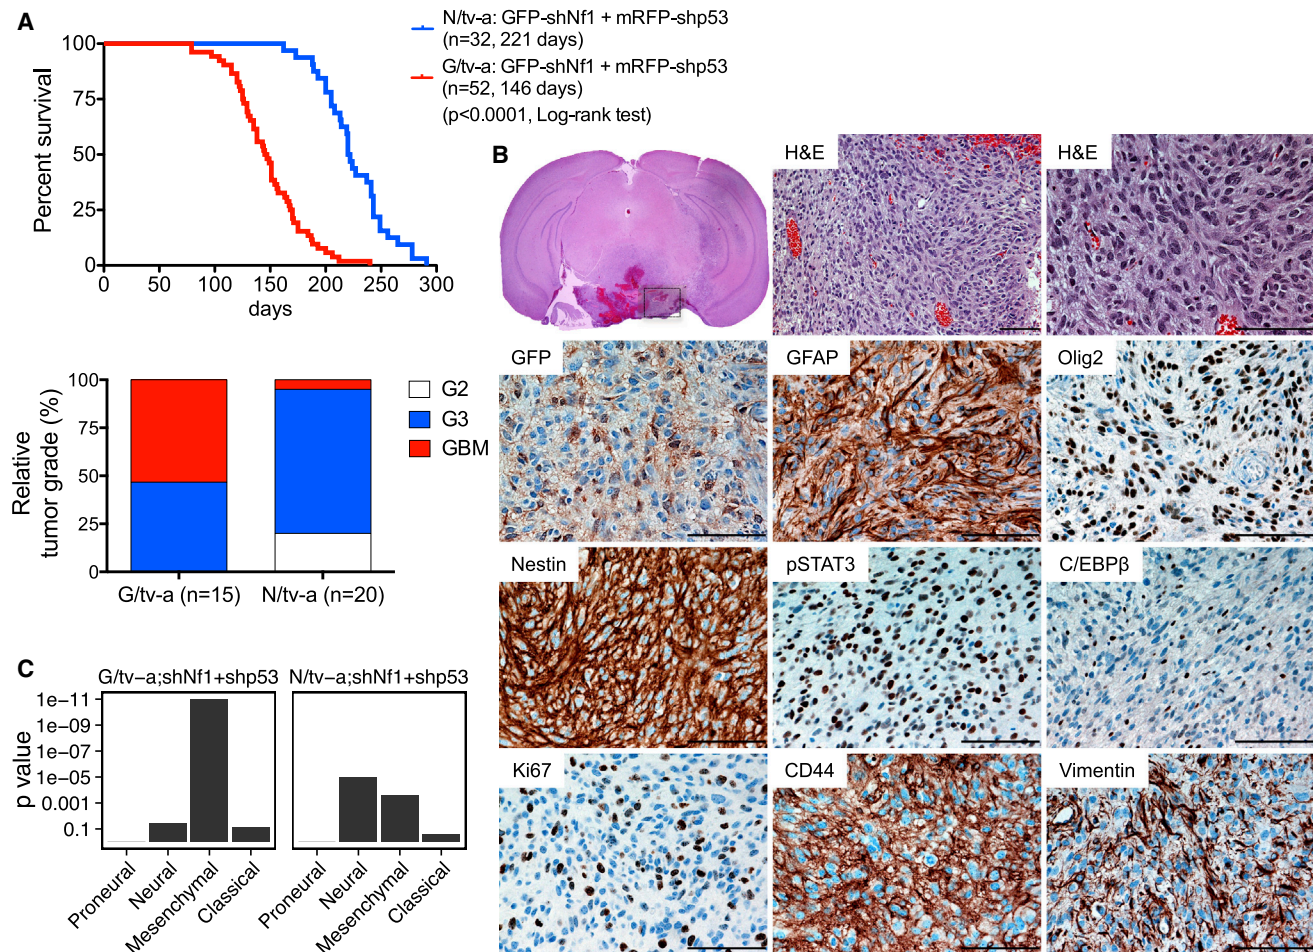 A
N/tv-a: GFP-shNf1 + mRFP-shp53
(n=32, 221 days)
G/tv-a: GFP-shNf1 + mRFP-shp53
(n=52, 146 days)
(p<0.0001, Log-rank test)
Percent survival
100
75
50
25
0
0 50 100 150 200 250 300
days
Relative
tumor grade (%)
100
75
50
25
0
G/tv-a (n=15) N/tv-a (n=20)
G2
G3
GBM
B
H&E
H&E
GFP
GFAP
Olig2
Nestin
pSTAT3
C/EBPβ
Ki67
CD44
Vimentin
C
G/tv–a;shNf1+shp53 N/tv–a;shNf1+shp53
p value
1e−11
1e−09
1e−07
1e−05
0.001
0.1
Proneural
Neural
Mesenchymal
Classical
Proneural
Neural
Mesenchymal
Classical